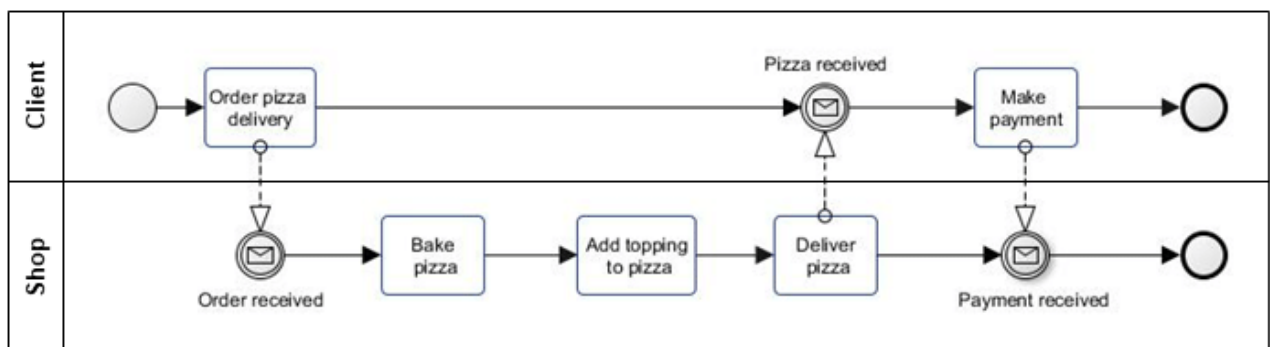 Client
Order pizza
delivery
Pizza received
Make
payment
Shop
Order received
Bake
pizza
Add topping
to pizza
Deliver
pizza
Payment received